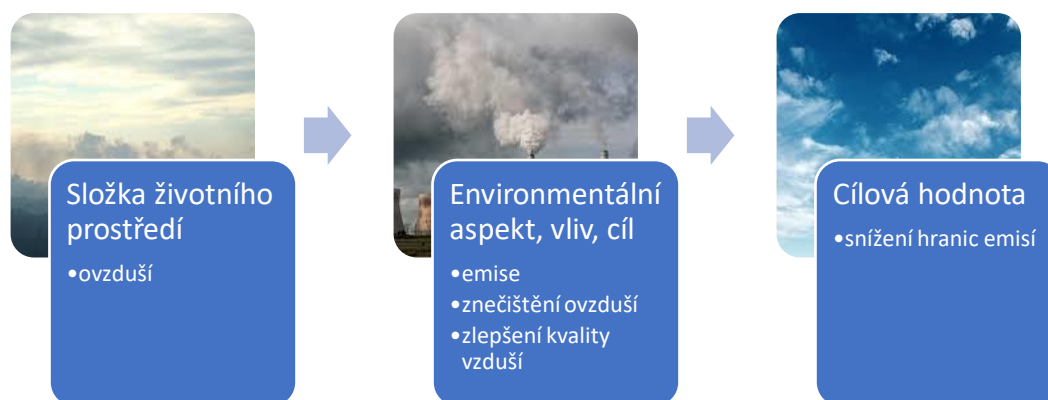 Složka životního
prostředí
•ovzduší
Environmentální
aspekt, vliv, cíl
•emise
•znečištění ovzduší
•zlepšení kvality
vzduší
Cílová hodnota
•snížení hranic emisí